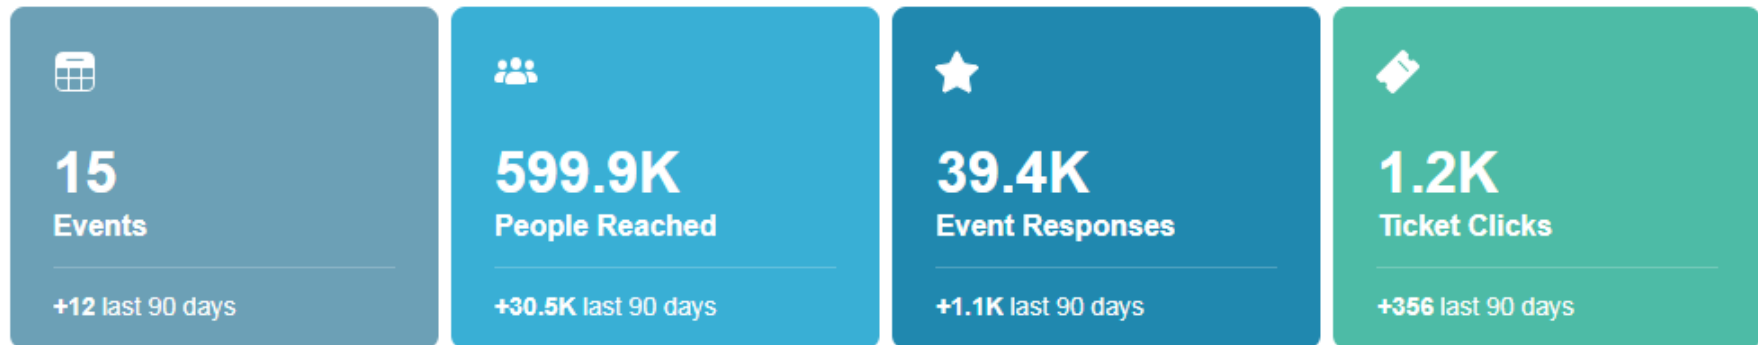 15
Events
+12 last 90 days
599.9K
People Reached
+30.5K last 90 days
39.4K
Event Responses
+1.1K last 90 days
1.2K
Ticket Clicks
+356 last 90 days